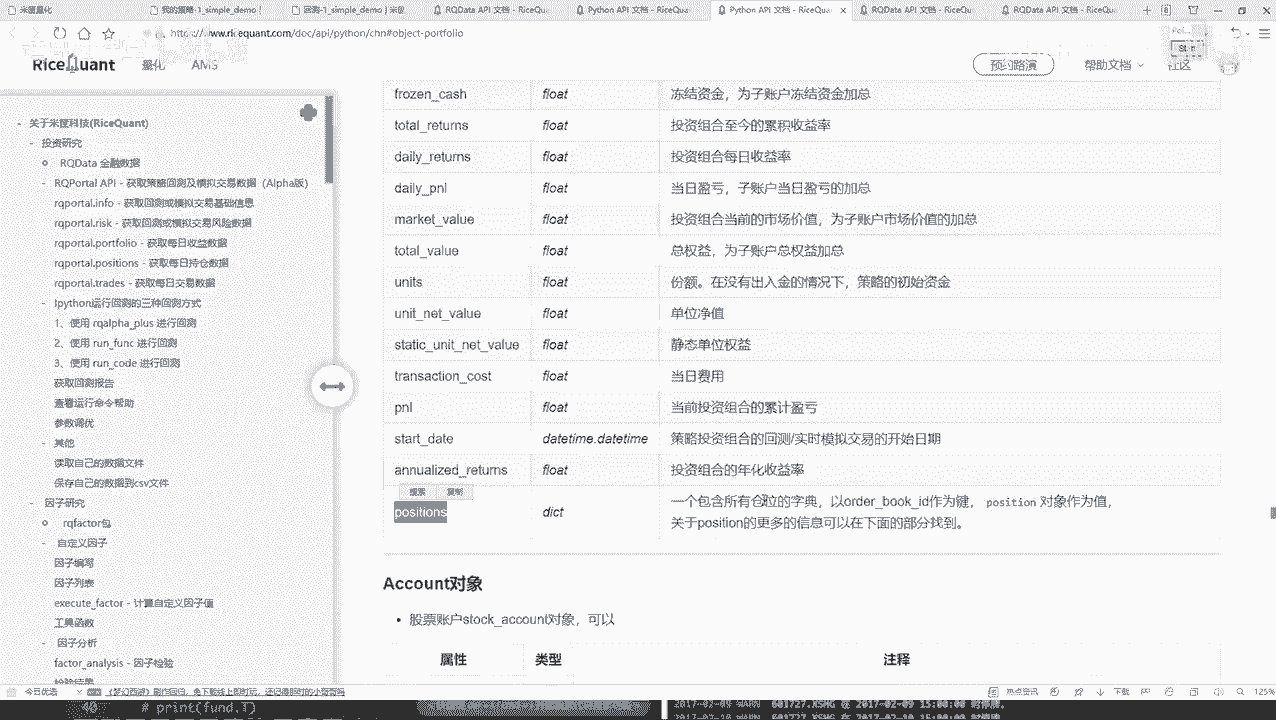 米筐量化
我的策略-1_simple_demo |
回测-1_simple_demo | 米筐
RQData API 文档 - RiceQu
Python API 文档 - RiceQua
Python API 文档 - RiceQua
RQData API 文档 - RiceQu
RQData API 文档 - RiceQu
https://www.ricequant.com/doc/api/python/chn#object-portfolio
RiceQuant
量化
AMS
预约路演
帮助文档
社区
- 关于米筐科技(RiceQuant)
- 投资研究
RQData 金融数据
- RQPortal API - 获取策略回测及模拟交易数据（Alpha版）
rqportal.info - 获取回测或模拟交易基础信息
rqportal.risk - 获取回测或模拟交易风险数据
rqportal.portfolio - 获取每日收益数据
rqportal.positions - 获取每日持仓数据
rqportal.trades - 获取每日交易数据
- Ipython运行回测的三种回测方式
1、使用 rqalpha_plus 进行回测
2、使用 run_func 进行回测
3、使用 run_code 进行回测
获取回测报告
查看运行命令帮助
参数调优
- 其他
读取自己的数据文件
保存自己的数据到csv文件
- 因子研究
rqfactor包
- 自定义因子
因子编写
因子列表
execute_factor - 计算自定义因子值
工具函数
- 因子分析
factor_analysis - 因子检验
frozen_cash float 冻结资金，为子账户冻结资金加总
total_returns float 投资组合至今的累积收益率
daily_returns float 投资组合每日收益率
daily_pnl float 当日盈亏，子账户当日盈亏的加总
market_value float 投资组合当前的市场价值，为子账户市场价值的加总
total_value float 总权益，为子账户总权益加总
units float 份额。在没有出入金的情况下，策略的初始资金
unit_net_value float 单位净值
static_unit_net_value float 静态单位权益
transaction_cost float 当日费用
pnl float 当前投资组合的累计盈亏
start_date datetime.datetime 策略投资组合的回测/实时模拟交易的开始日期
annualized_returns float 投资组合的年化收益率
搜索 复制
positions dict 一个包含所有仓位的字典，以order_book_id作为键， position 对象作为值，
关于position的更多的信息可以在下面的部分找到。
Account对象
• 股票账户stock_account对象，可以
属性 类型 注释
今日优选
热点资讯
下载
125%
40 # print(fund.T)
2017-02-09 WARN 601727.XSHG 在 2017-02-09 15:00:00 时停牌.